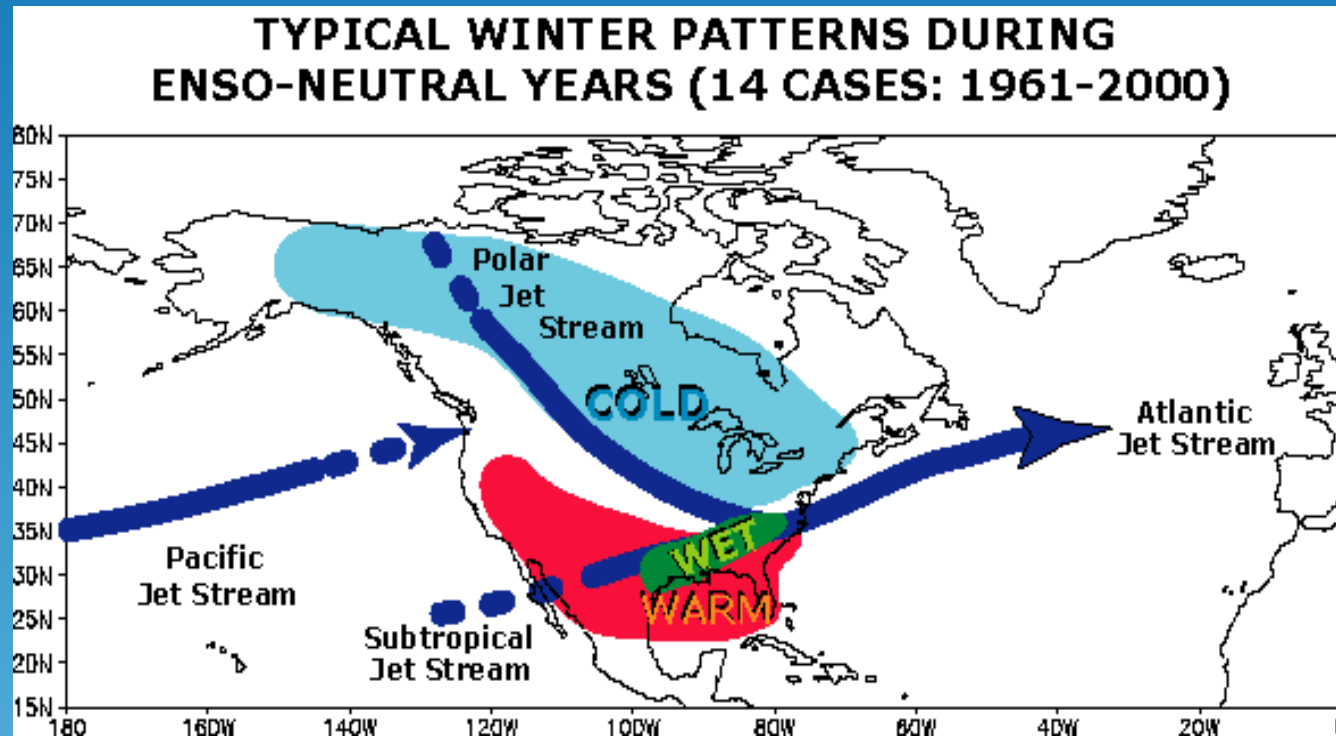 TYPICAL WINTER PATTERNS DURING
ENSO-NEUTRAL YEARS (14 CASES: 1961-2000)
80N
75N
70N
65N
60N
55N
50N
45N
40N
35N
30N
25N
20N
15N
Polar
Jet
Stream
COLD
Atlantic
Jet Stream
Pacific
Jet Stream
WET
WARM
Subtropical
Jet Stream
180
160W
140W
120W
100W
80W
60W
40W
20W